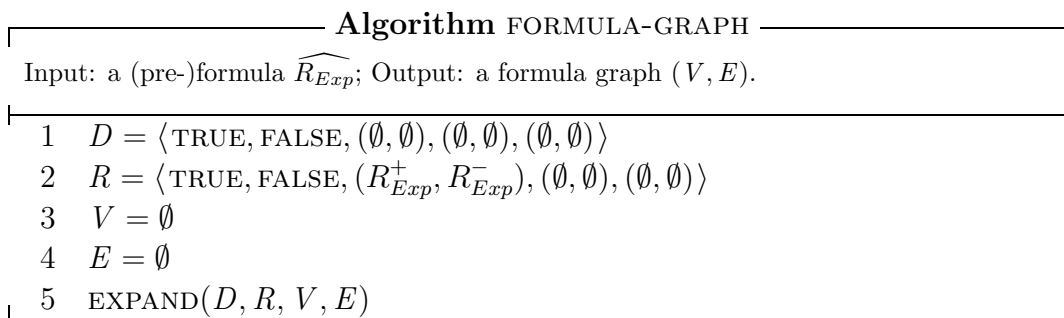 Algorithm FORMULA-GRAPH
Input: a (pre-)formula $\widehat{R_{Exp}}$; Output: a formula graph $(V, E)$.
1 $D = \langle$TRUE, FALSE, $(\emptyset, \emptyset), (\emptyset, \emptyset), (\emptyset, \emptyset)\rangle$
2 $R = \langle$TRUE, FALSE, $(R^{+}_{Exp}, R^{-}_{Exp}), (\emptyset, \emptyset), (\emptyset, \emptyset)\rangle$
3 $V = \emptyset$
4 $E = \emptyset$
5 EXPAND$(D, R, V, E)$